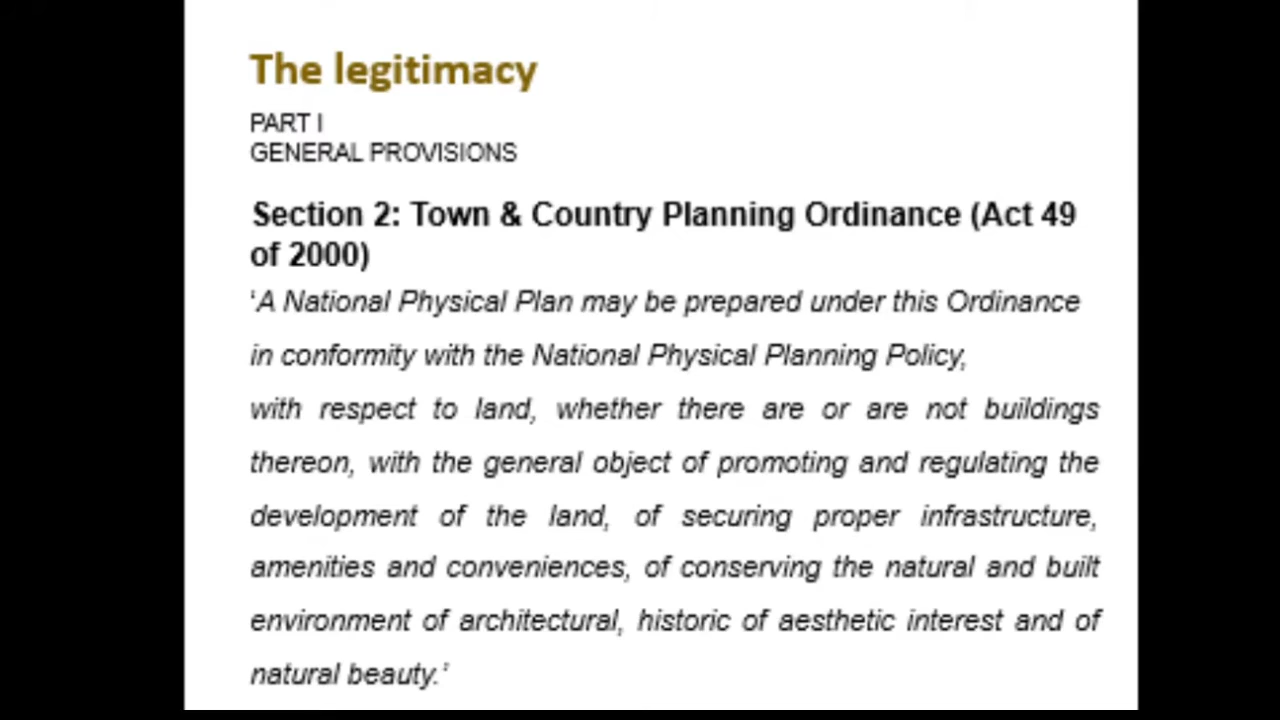 The legitimacy
PART I
GENERAL PROVISIONS
Section 2: Town & Country Planning Ordinance (Act 49
of 2000)
‘A National Physical Plan may be prepared under this Ordinance
in conformity with the National Physical Planning Policy,
with respect to land, whether there are or are not buildings
thereon, with the general object of promoting and regulating the
development of the land, of securing proper infrastructure,
amenities and conveniences, of conserving the natural and built
environment of architectural, historic of aesthetic interest and of
natural beauty.’